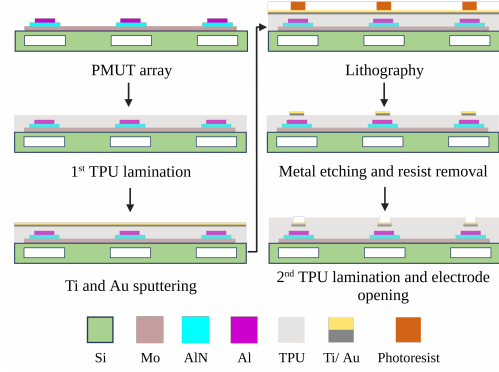 PMUT array
1st TPU lamination
Ti and Au sputtering
Lithography
Metal etching and resist removal
2nd TPU lamination and electrode
opening
Si
Mo
AlN
Al
TPU
Ti/ Au
Photoresist